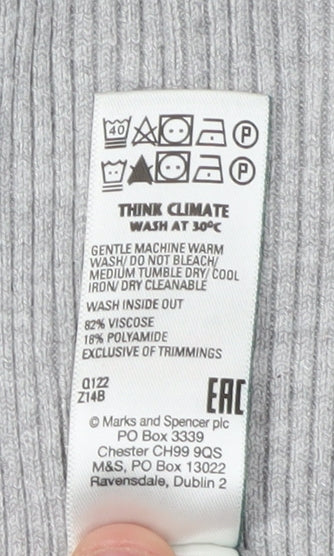 40 P
P
THINK CLIMATE
WASH AT 30ºC
GENTLE MACHINE WARM
WASH/ DO NOT BLEACH/
MEDIUM TUMBLE DRY/ COOL
IRON/ DRY CLEANABLE
WASH INSIDE OUT
82% VISCOSE
18% POLYAMIDE
EXCLUSIVE OF TRIMMINGS
Q122
Z14B
EAC
© Marks and Spencer plc
PO Box 3339
Chester CH99 9QS
M&S, PO Box 13022
Ravensdale, Dublin 2